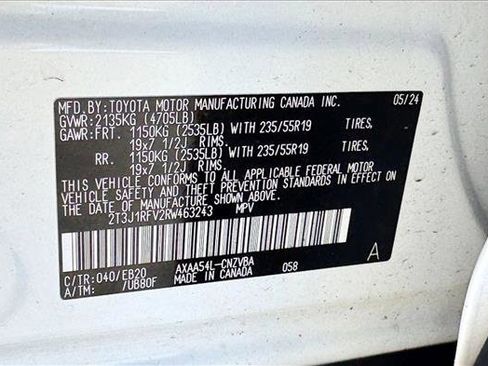 MFD.BY:TOYOTA MOTOR MANUFACTURING CANADA INC. 05/24
GVWR:2135KG (4705LB)
GAWR:FRT. 1150KG (2535LB) WITH 235/55R19 TIRES,
19x7 1/2J RIMS.
RR. 1150KG (2535LB) WITH 235/55R19 TIRES,
19x7 1/2J RIMS.
THIS VEHICLE CONFORMS TO ALL APPLICABLE FEDERAL MOTOR
VEHICLE SAFETY AND THEFT PREVENTION STANDARDS IN EFFECT ON
THE DATE OF MANUFACTURE SHOWN ABOVE.
2T3J1RFV2RW463243 MPV
C/TR:040/EB20 AXAA54L-CNZVBA 058 A
A/TM: /UB80F MADE IN CANADA